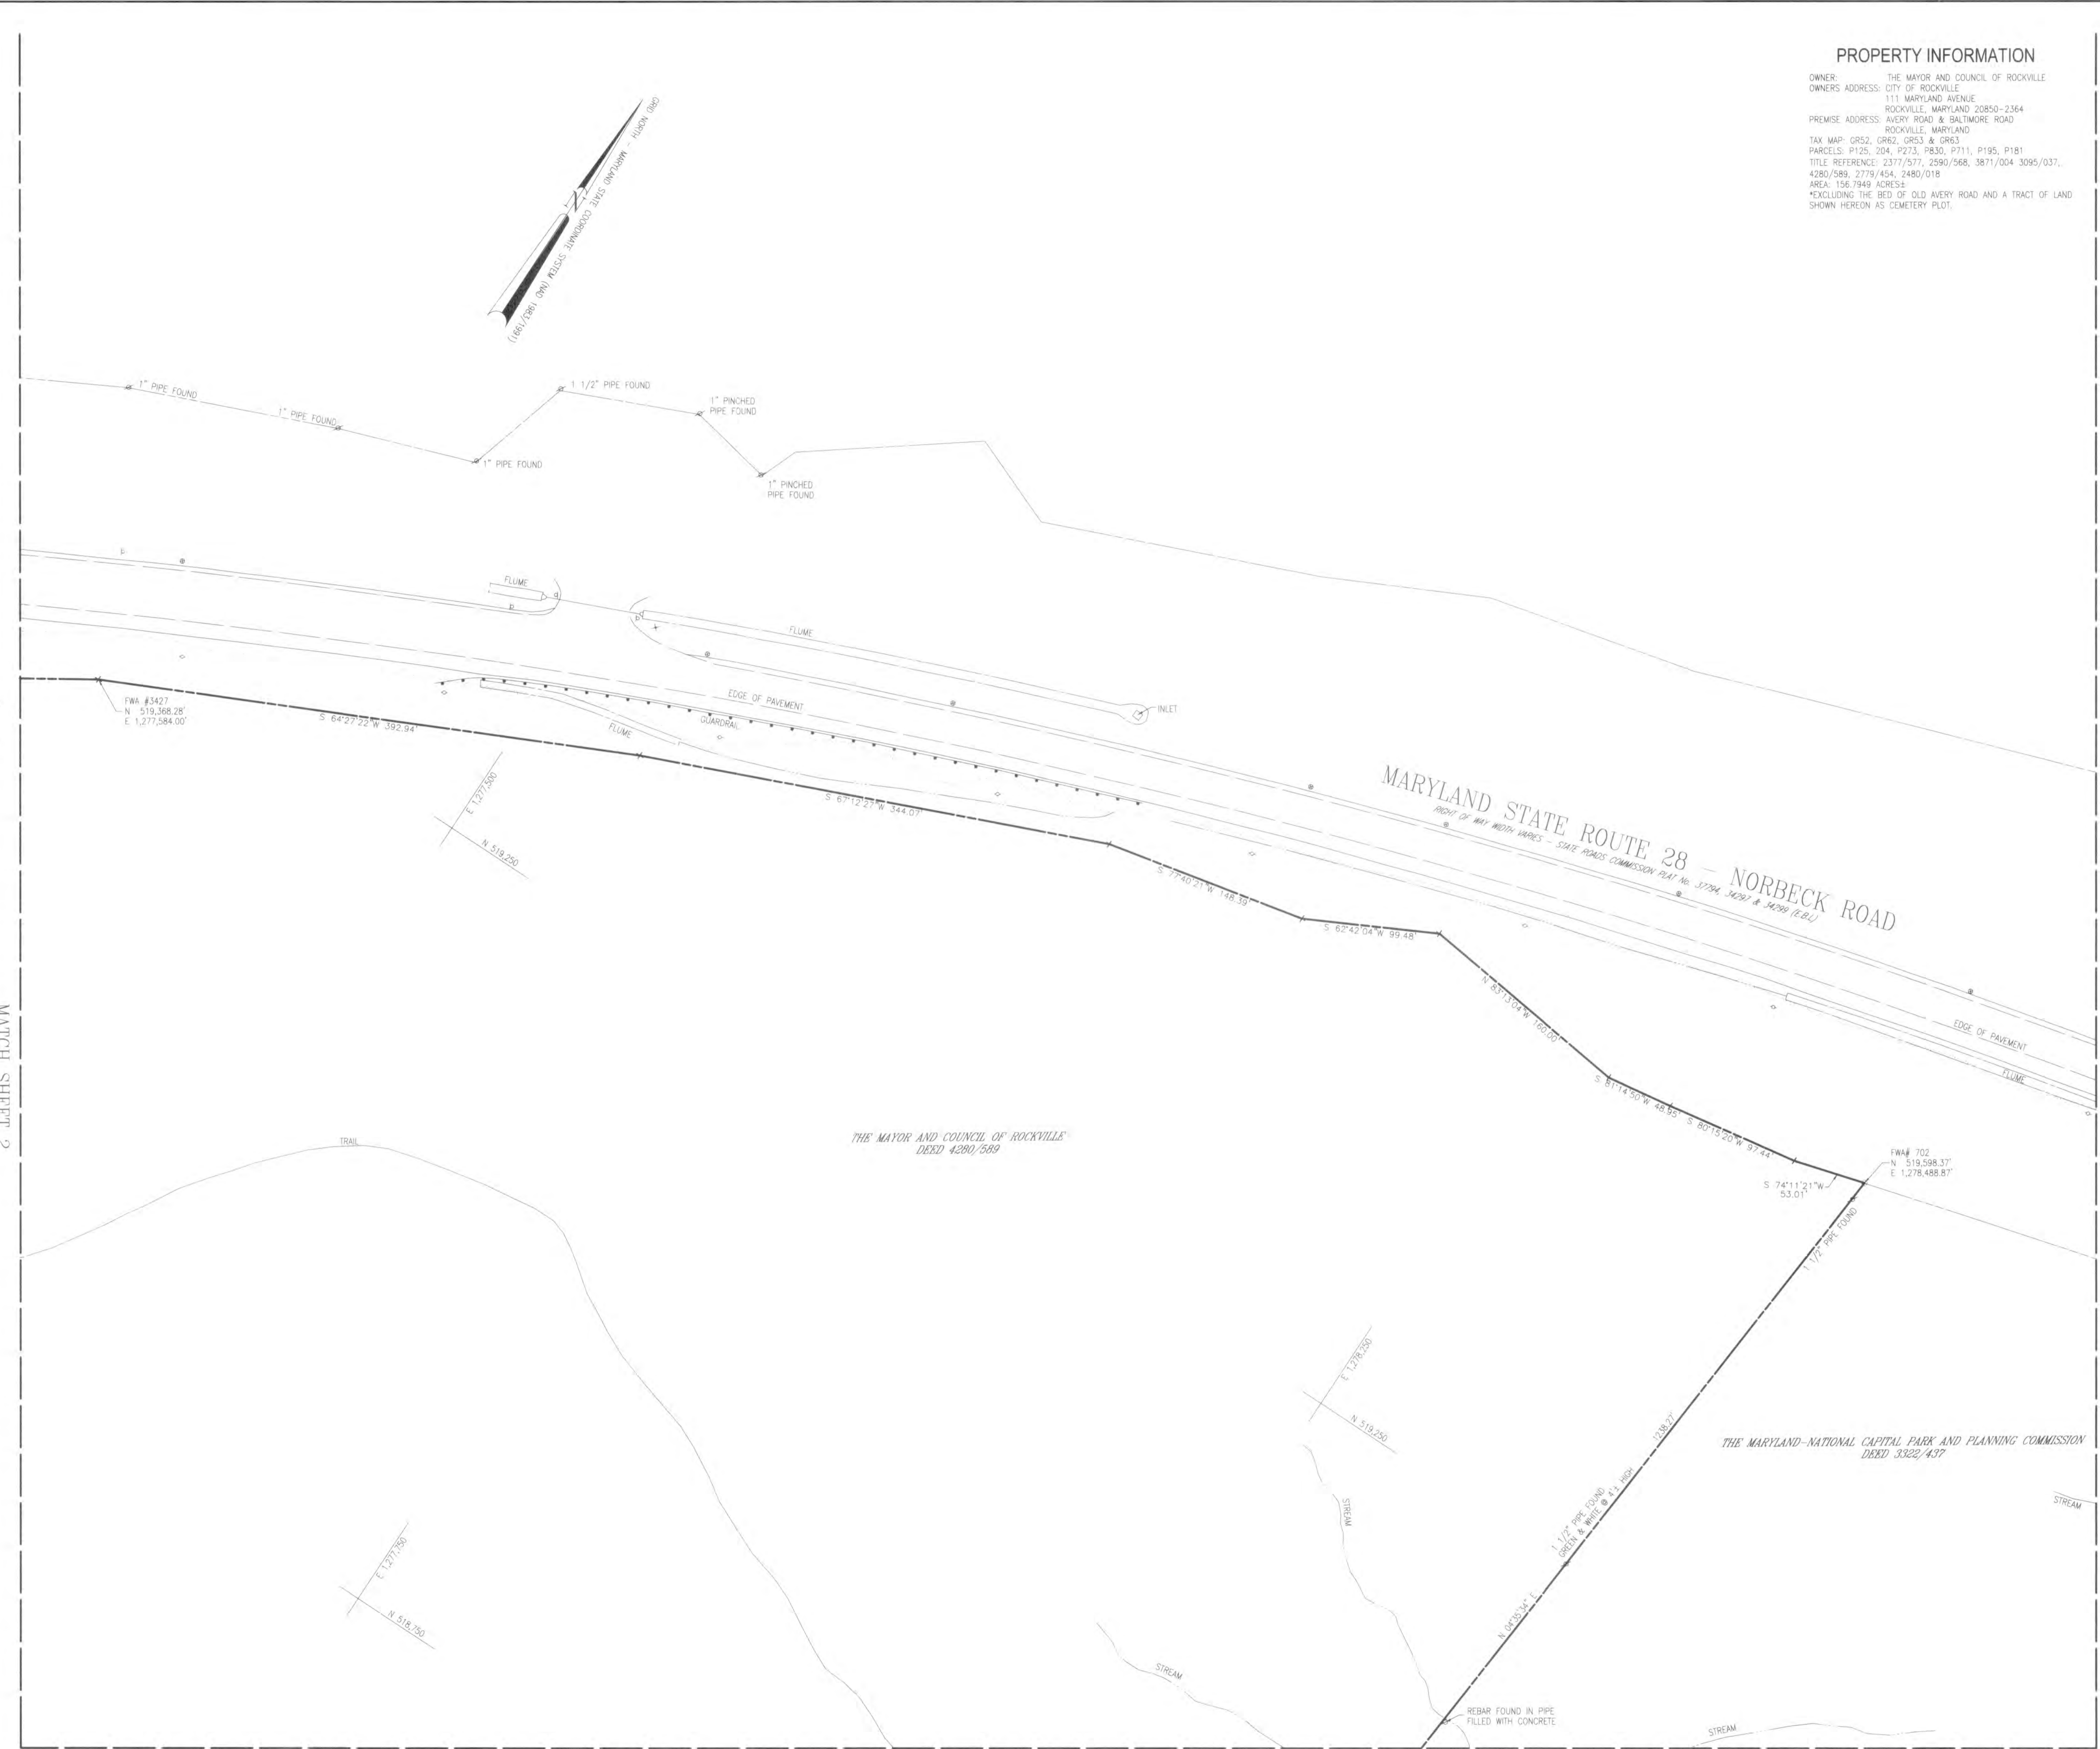 PROPERTY INFORMATION
OWNER: THE MAYOR AND COUNCIL OF ROCKVILLE
OWNERS ADDRESS: CITY OF ROCKVILLE
111 MARYLAND AVENUE
ROCKVILLE, MARYLAND 20850-2364
PREMISE ADDRESS: AVERY ROAD & BALTIMORE ROAD
ROCKVILLE, MARYLAND
TAX MAP: GR52, GR62, GR53 & GR63
PARCELS: P125, 204, P273, P830, P711, P195, P181
TITLE REFERENCE: 2377/577, 2590/568, 3871/004 3095/037,
4280/589, 2779/454, 2480/018
AREA: 156.7949 ACRES±
*EXCLUDING THE BED OF OLD AVERY ROAD AND A TRACT OF LAND
SHOWN HEREON AS CEMETERY PLOT.
GRID NORTH - MARYLAND STATE COORDINATE SYSTEM (NAD 1983/1991)
1" PIPE FOUND
1" PIPE FOUND
1" PIPE FOUND
1 1/2" PIPE FOUND
1" PINCHED
PIPE FOUND
1" PINCHED
PIPE FOUND
FLUME
FLUME
INLET
EDGE OF PAVEMENT
GUARDRAIL
FLUME
FWA #3427
N 519,368.28'
E 1,277,584.00'
S 64°27'22"W 392.94'
S 67°12'27"W 344.07'
S 77°40'21"W 148.39'
S 62°42'04"W 99.48'
N 83°13'04"W 160.00'
S 81°14'50"W 48.95'
S 80°15'20"W 97.44'
S 74°11'21"W
53.01'
FWA# 702
N 519,598.37'
E 1,278,488.87'
MARYLAND STATE ROUTE 28 - NORBECK ROAD
RIGHT OF WAY WIDTH VARIES - STATE ROADS COMMISSION PLAT No. 37794, 34297 & 34299 (E.B.L)
EDGE OF PAVEMENT
FLUME
E 1,277,500
N 519,250
MATCH SHEET 2
TRAIL
THE MAYOR AND COUNCIL OF ROCKVILLE
DEED 4280/589
1 1/2" PIPE FOUND
1238.27'
E 1,278,250
N 519,250
THE MARYLAND-NATIONAL CAPITAL PARK AND PLANNING COMMISSION
DEED 3322/437
1 1/2" PIPE FOUND
GREEN & WHITE @ 4'± HIGH
STREAM
STREAM
E 1,277,750
N 518,750
N 04°35'34" E
STREAM
REBAR FOUND IN PIPE
FILLED WITH CONCRETE
STREAM